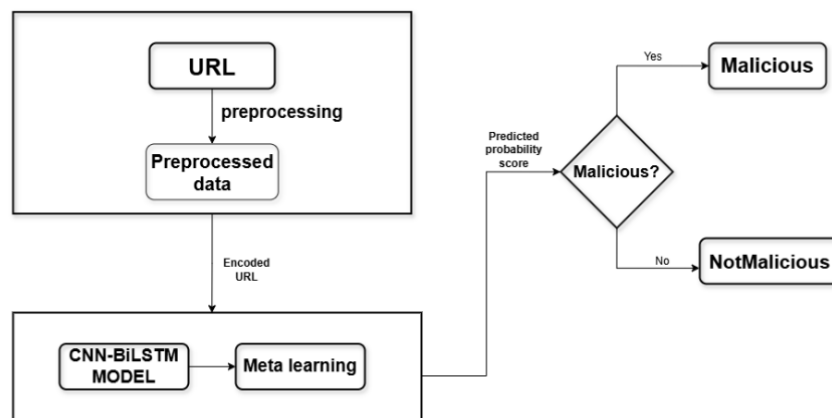 URL
preprocessing
Preprocessed
data
Encoded
URL
CNN-BiLSTM
MODEL
Meta learning
Predicted
probability
score
Malicious?
Yes
Malicious
No
NotMalicious